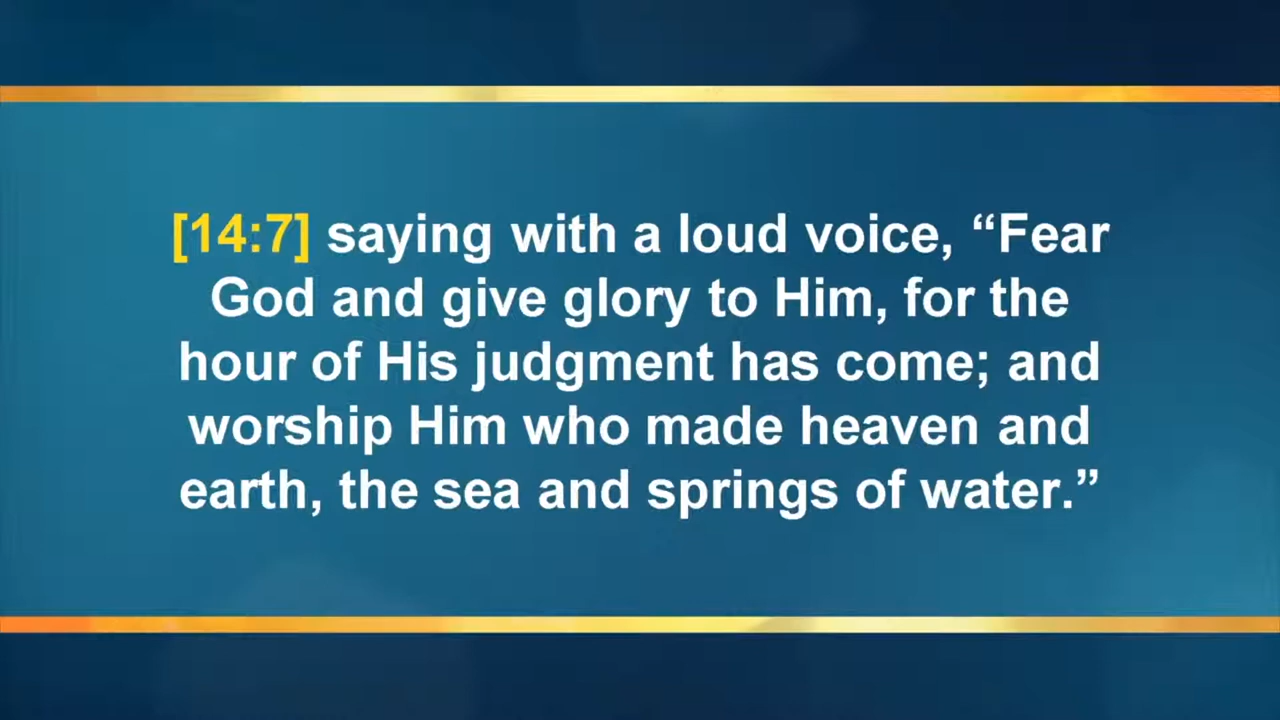 [14:7] saying with a loud voice, “Fear
God and give glory to Him, for the
hour of His judgment has come; and
worship Him who made heaven and
earth, the sea and springs of water.”